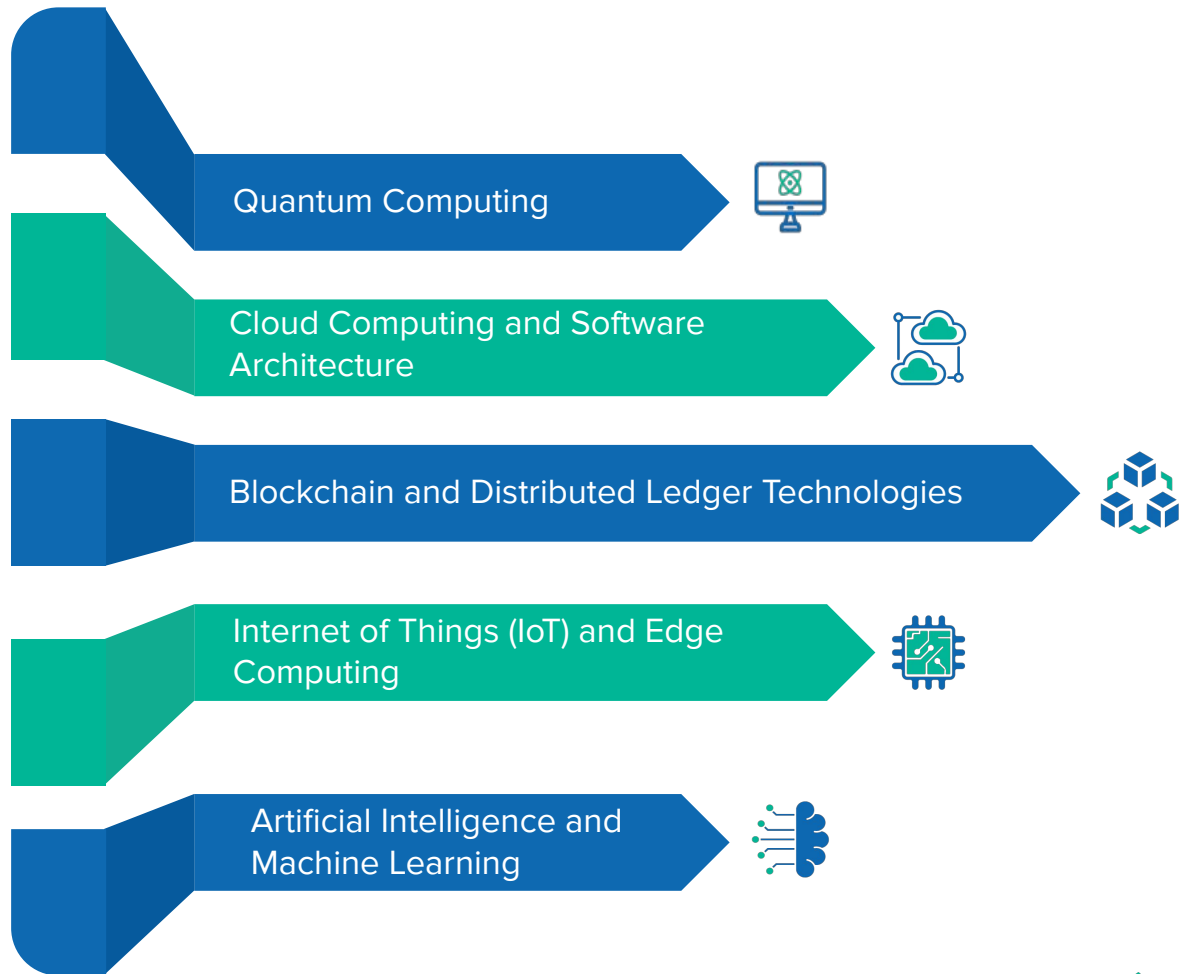 Quantum Computing
Cloud Computing and Software
Architecture
Blockchain and Distributed Ledger Technologies
Internet of Things (IoT) and Edge
Computing
Artificial Intelligence and
Machine Learning